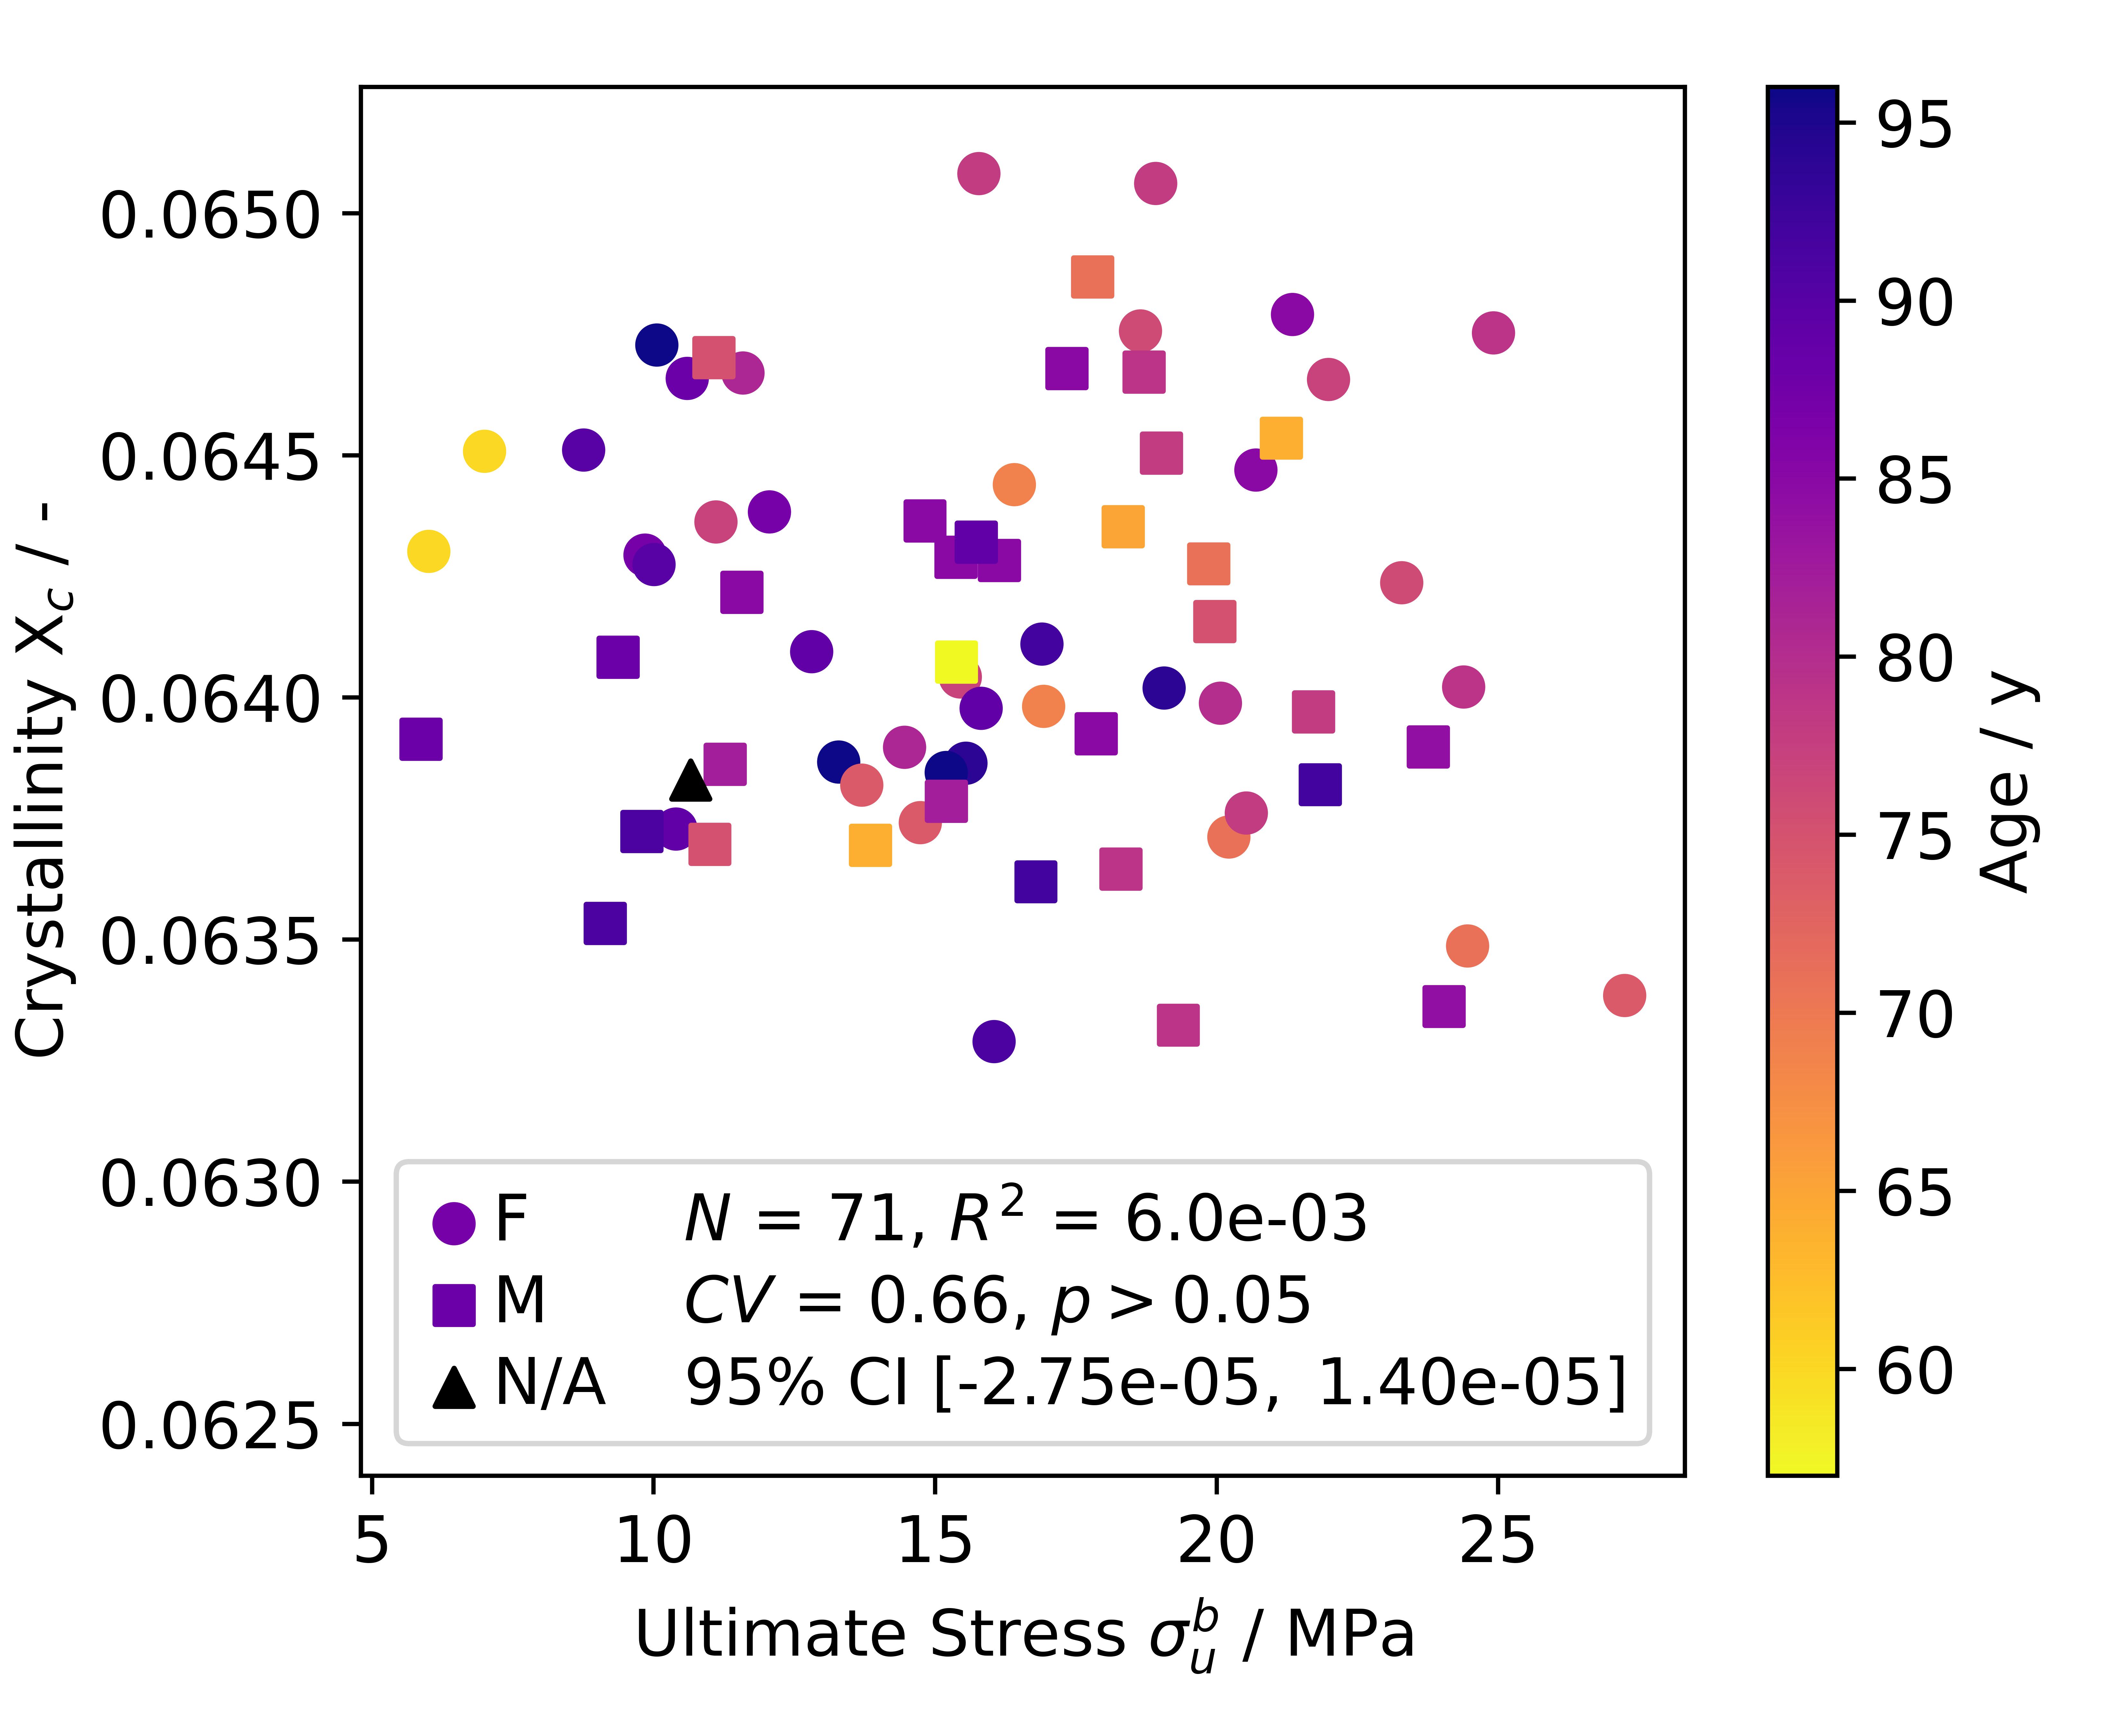 Crystallinity Xc / -
0.0650
0.0645
0.0640
0.0635
0.0630
0.0625
F N = 71, R² = 6.0e-03
M CV = 0.66, p > 0.05
N/A 95% CI [-2.75e-05, 1.40e-05]
5 10 15 20 25
Ultimate Stress σᵇᵤ / MPa
95
90
85
80
75
70
65
60
Age / y